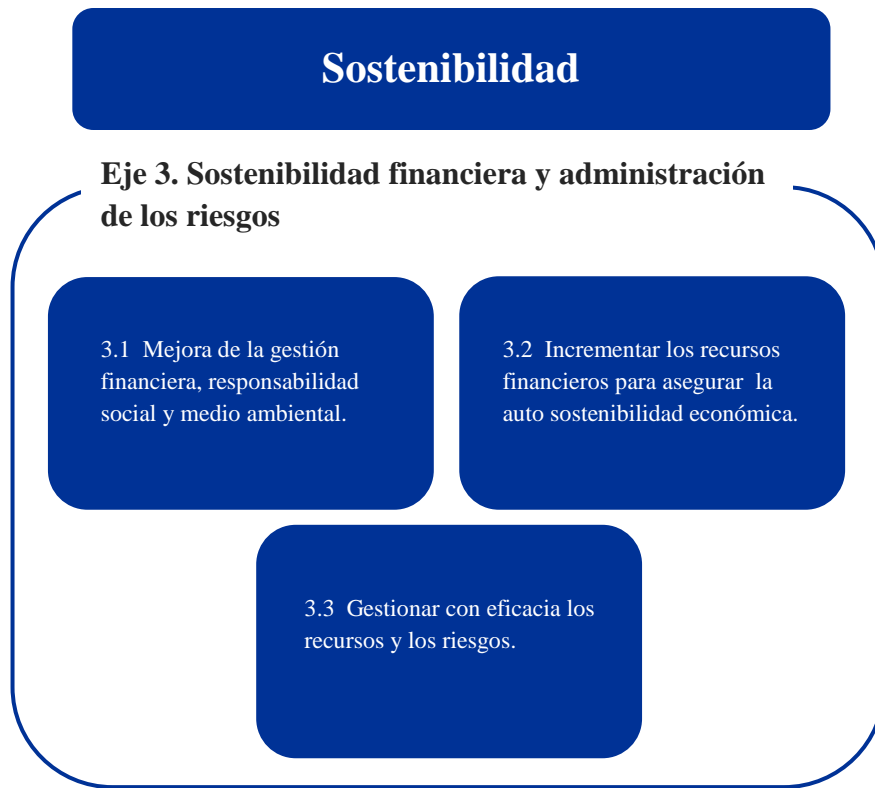 Sostenibilidad
Eje 3. Sostenibilidad financiera y administración
de los riesgos
3.1 Mejora de la gestión
financiera, responsabilidad
social y medio ambiental.
3.2 Incrementar los recursos
financieros para asegurar la
auto sostenibilidad económica.
3.3 Gestionar con eficacia los
recursos y los riesgos.